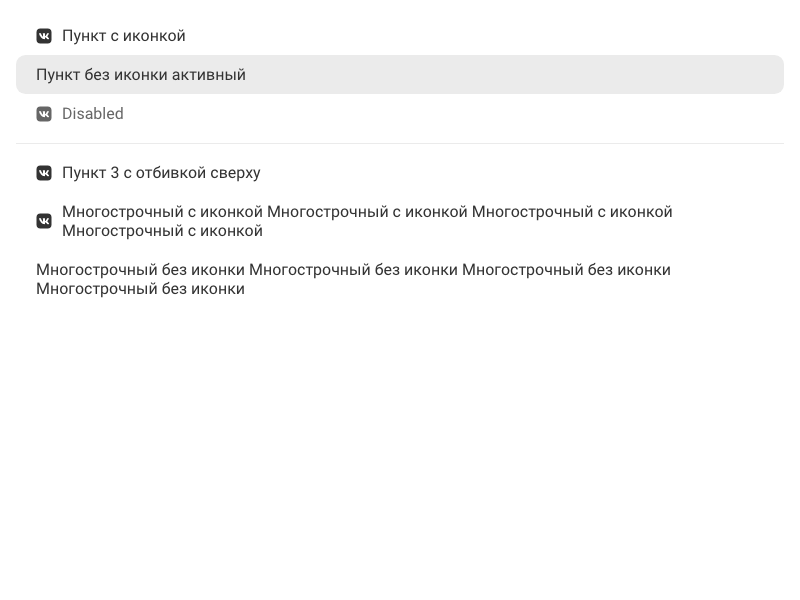 Пункт с иконкой
Пункт без иконки активный
Disabled
Пункт 3 с отбивкой сверху
Многострочный с иконкой Многострочный с иконкой Многострочный с иконкой
Многострочный с иконкой
Многострочный без иконки Многострочный без иконки Многострочный без иконки
Многострочный без иконки